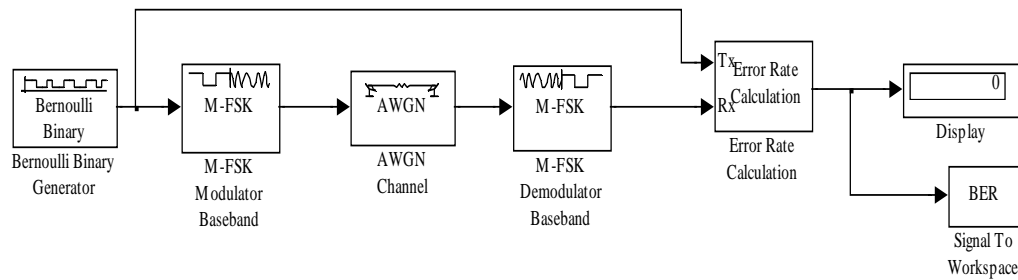 Bernoulli
Binary
Bernoulli Binary
Generator
M-FSK
M-FSK
Modulator
Baseband
AWGN
AWGN
Channel
M-FSK
M-FSK
Demodulator
Baseband
Tx
Rx
Error Rate
Calculation
Error Rate
Calculation
0
Display
BER
Signal To
Workspace